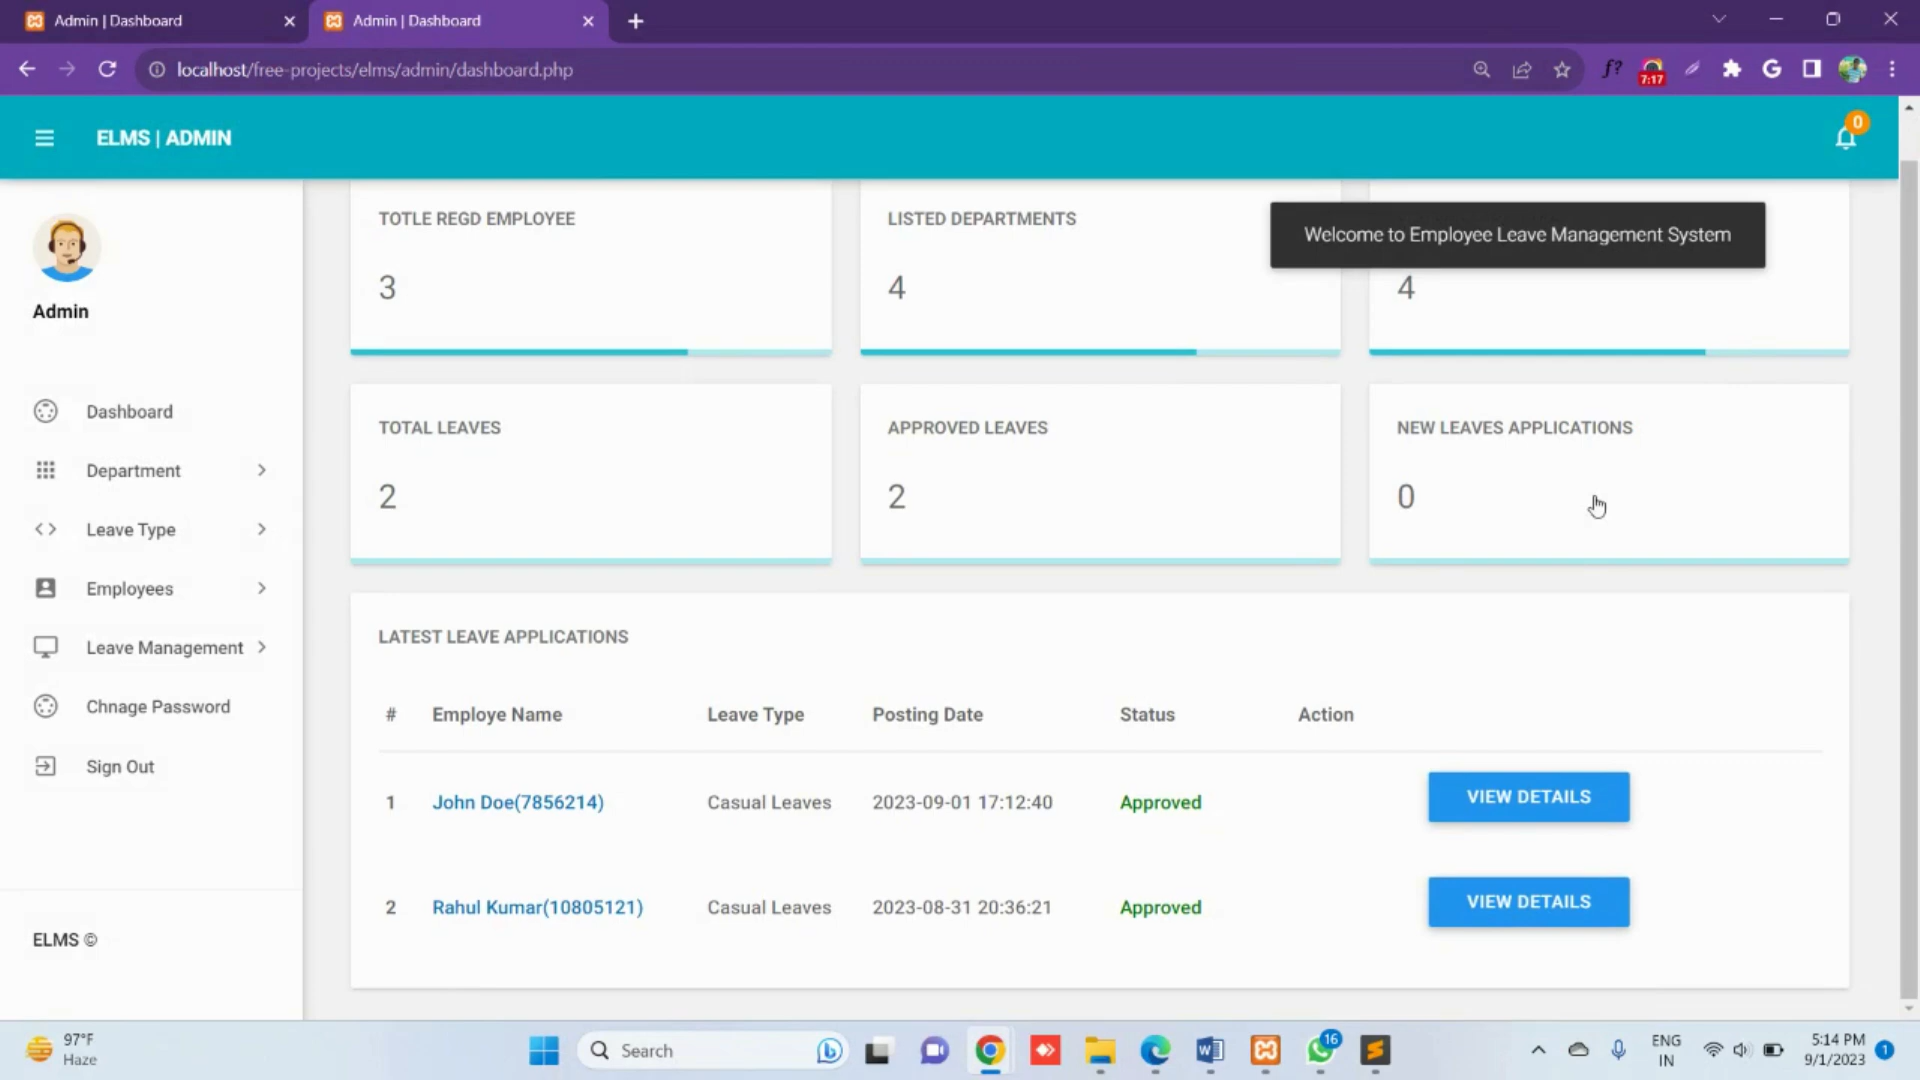 Admin | Dashboard
Admin | Dashboard
localhost/free-projects/elms/admin/dashboard.php
f?
7:17
ELMS | ADMIN
0
Admin
Dashboard
Department
Leave Type
Employees
Leave Management
Chnage Password
Sign Out
ELMS ©
TOTLE REGD EMPLOYEE
3
LISTED DEPARTMENTS
4
Welcome to Employee Leave Management System
4
TOTAL LEAVES
2
APPROVED LEAVES
2
NEW LEAVES APPLICATIONS
0
LATEST LEAVE APPLICATIONS
# Employe Name Leave Type Posting Date Status Action
1 John Doe(7856214) Casual Leaves 2023-09-01 17:12:40 Approved VIEW DETAILS
2 Rahul Kumar(10805121) Casual Leaves 2023-08-31 20:36:21 Approved VIEW DETAILS
97°F
Haze
Search
16
ENG
IN
5:14 PM
9/1/2023
1